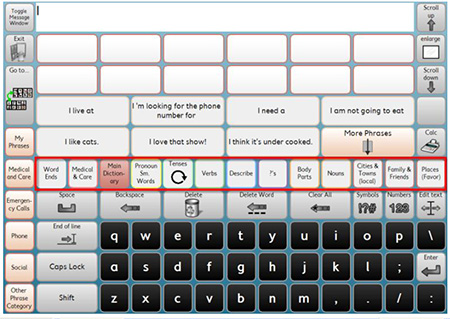 Toggle Message Window
Scroll up
Exit
enlarge
Go to...
Scroll down
I live at
I'm looking for the phone number for
I need a
I am not going to eat
My Phrases
I like cats.
I love that show!
I think it's under cooked.
More Phrases
Calc
Medical and Care
Word Ends
Medical & Care
Main Diction-ary
Pronoun Sm. Words
Tenses
Verbs
Describe
?'s
Body Parts
Nouns
Cities & Towns (local)
Family & Friends
Places (Favor)
Emergen-cy Calls
Space
Backspace
Delete
Delete Word
Clear All
Symbols
!?#
Numbers
123
Edit text
Phone
End of line
q w e r t y u i o p \
Social
Caps Lock
a s d f g h j k l ;
Enter
Other Phrase Category
Shift
z x c v b n m , . / :